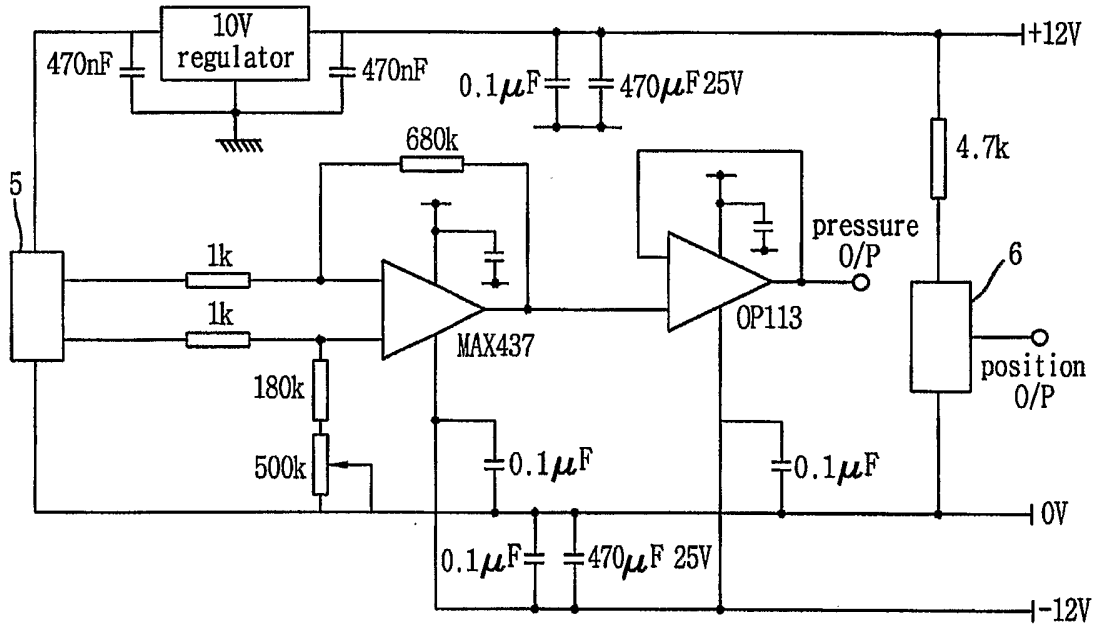 10V
regulator
+12V
470nF
470nF
0.1μF
470μF 25V
680k
4.7k
5
pressure
O/P
6
1k
1k
MAX437
OP113
position
O/P
180k
500k
0.1μF
0.1μF
0V
0.1μF
470μF 25V
-12V